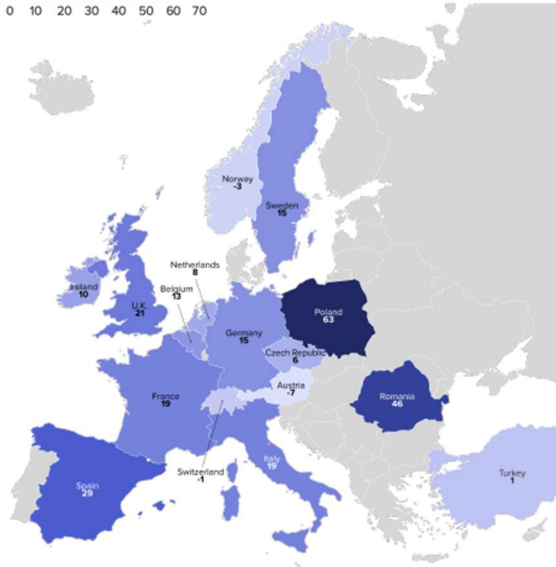 0 10 20 30 40 50 60 70
Norway
-3
Sweden
15
Netherlands
8
Belgium
13
Ireland
10
U.K.
21
Germany
15
Poland
63
Czech Republic
6
Austria
-7
France
19
Romania
46
Switzerland
-1
Italy
19
Spain
29
Turkey
1